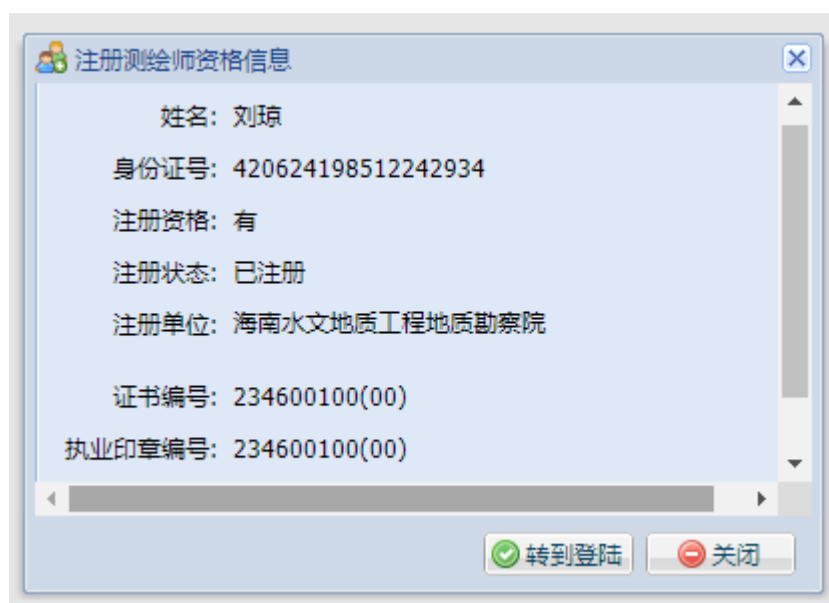 注册测绘师资格信息
姓名: 刘琼
身份证号: 420624198512242934
注册资格: 有
注册状态: 已注册
注册单位: 海南水文地质工程地质勘察院
证书编号: 234600100(00)
执业印章编号: 234600100(00)
转到登陆 关闭